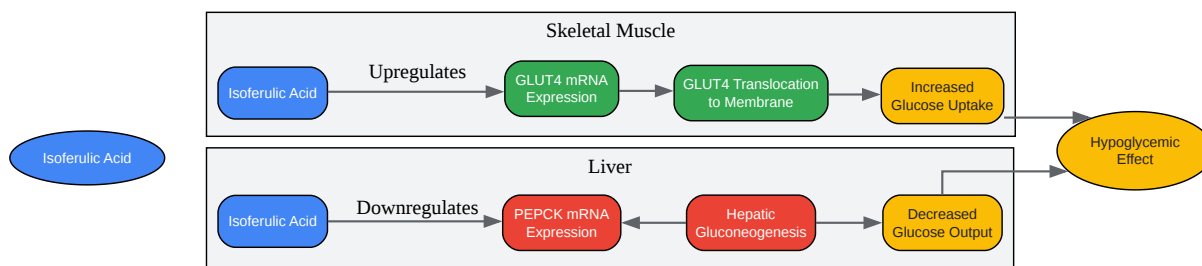 Skeletal Muscle
Isoferulic Acid
Upregulates
GLUT4 mRNA
Expression
GLUT4 Translocation
to Membrane
Increased
Glucose Uptake
Isoferulic Acid
Hypoglycemic
Effect
Liver
Isoferulic Acid
Downregulates
PEPCK mRNA
Expression
Hepatic
Gluconeogenesis
Decreased
Glucose Output